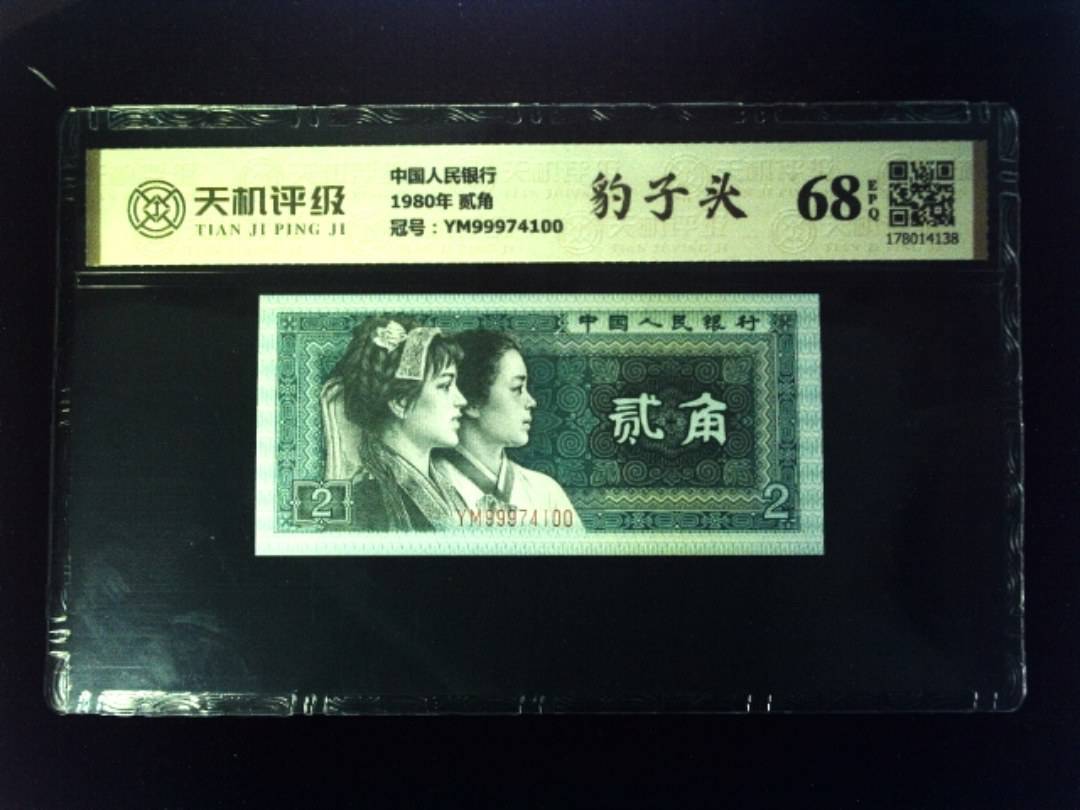 天机评级
TIAN JI PING JI
中国人民银行
1980年 贰角
冠号：YM99974100
豹子头
68
EPQ
178014138
中国人民银行
贰角
2
2
YM99974100